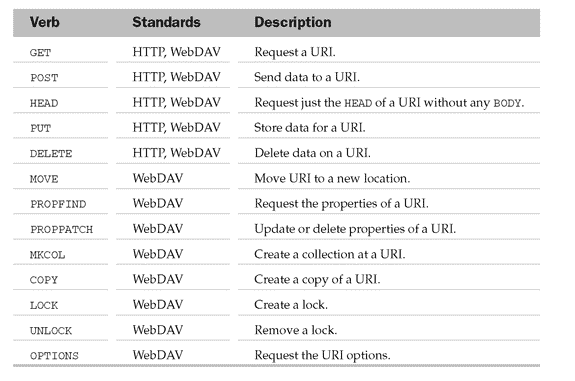 Verb Standards Description
GET HTTP, WebDAV Request a URI.
POST HTTP, WebDAV Send data to a URI.
HEAD HTTP, WebDAV Request just the HEAD of a URI without any BODY.
PUT HTTP, WebDAV Store data for a URI.
DELETE HTTP, WebDAV Delete data on a URI.
MOVE WebDAV Move URI to a new location.
PROPFIND WebDAV Request the properties of a URI.
PROPPATCH WebDAV Update or delete properties of a URI.
MKCOL WebDAV Create a collection at a URI.
COPY WebDAV Create a copy of a URI.
LOCK WebDAV Create a lock.
UNLOCK WebDAV Remove a lock.
OPTIONS WebDAV Request the URI options.